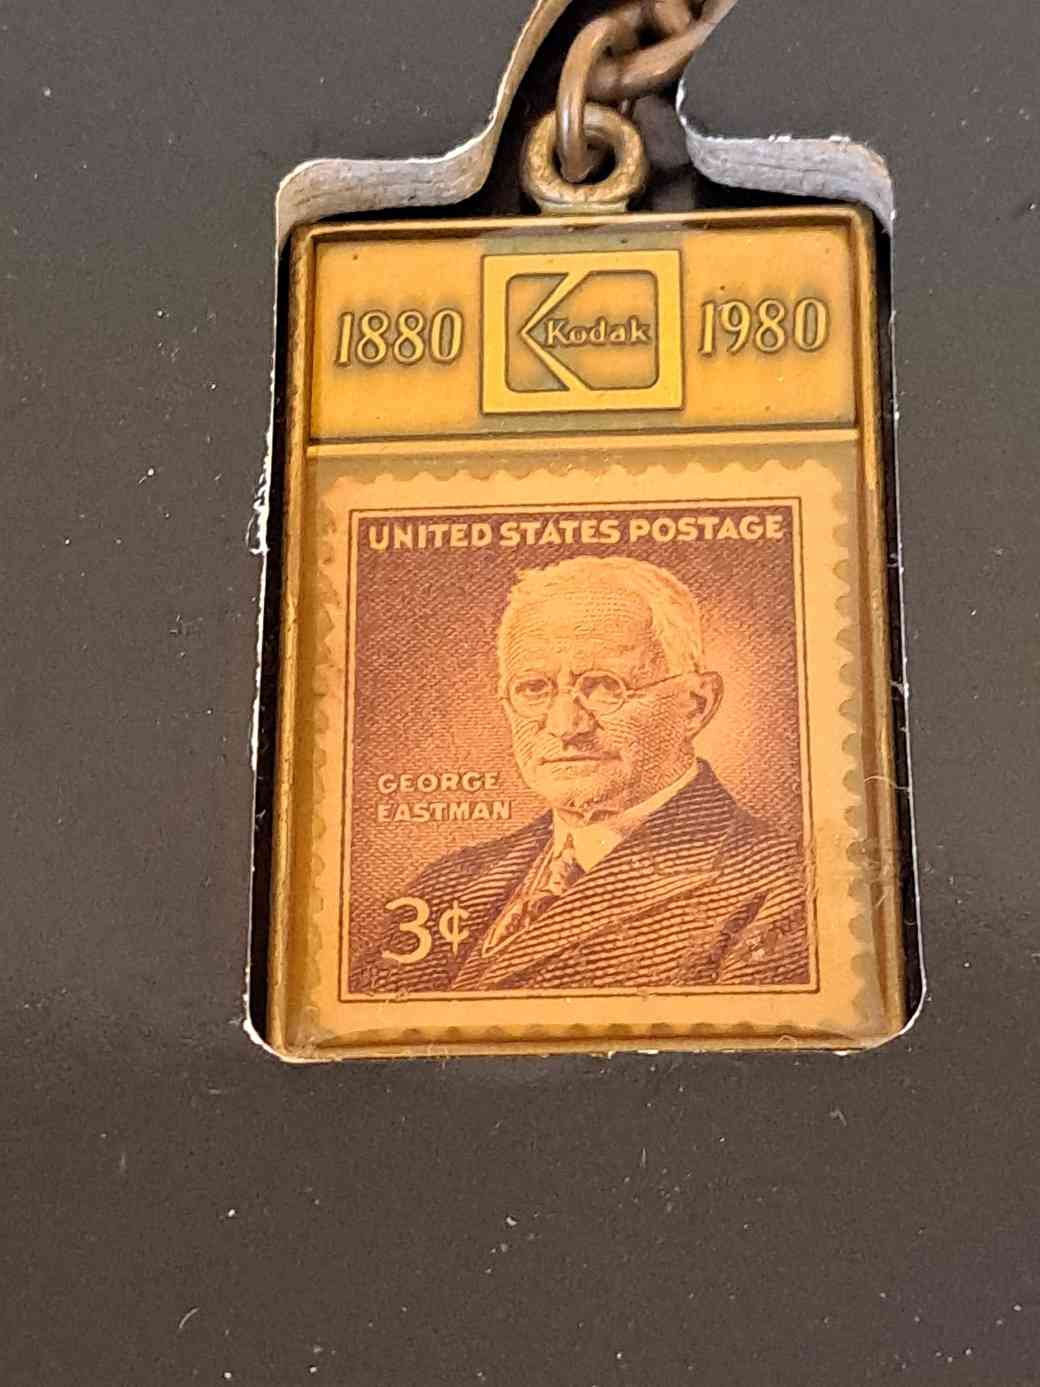 1880 Kodak 1980
UNITED STATES POSTAGE
GEORGE
EASTMAN
3¢